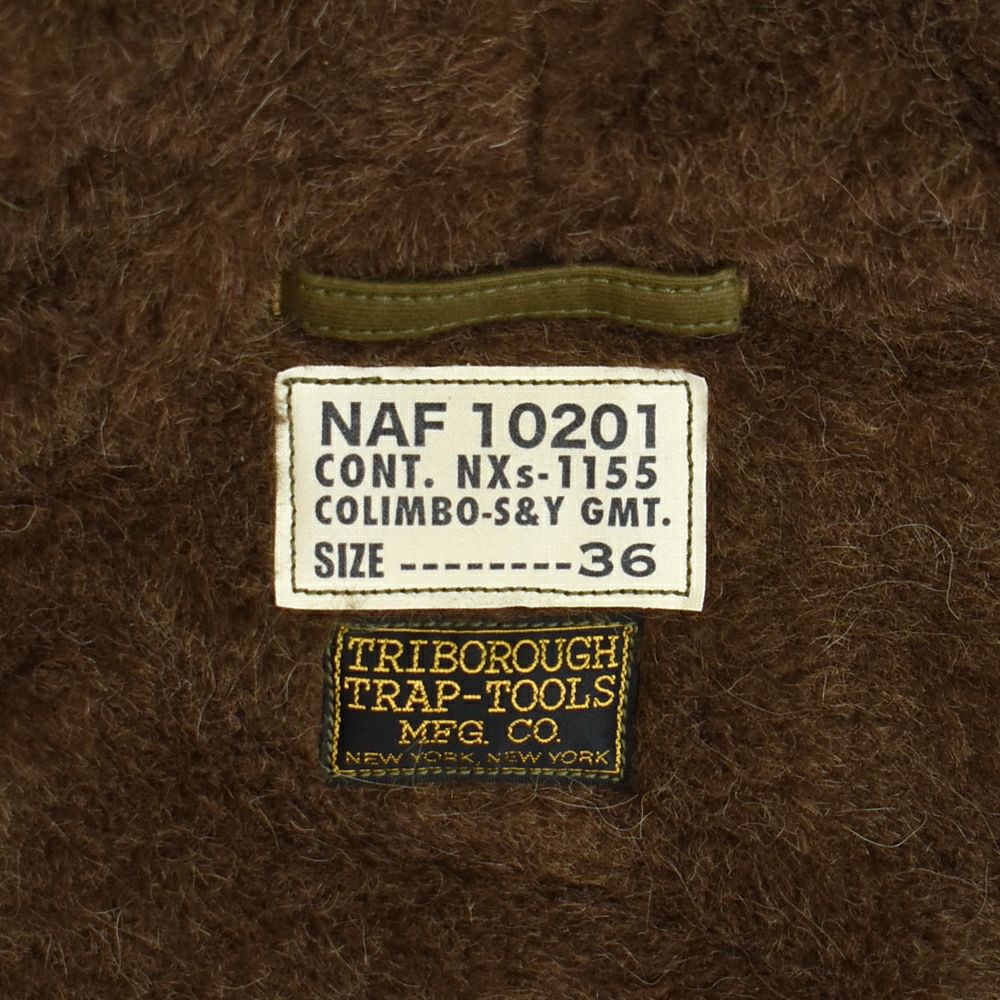 NAF 10201
CONT. NXs-1155
COLIMBO-S&Y GMT.
SIZE ---------36
TRIBOROUGH
TRAP-TOOLS
MFG. CO.
NEW YORK, NEW YORK